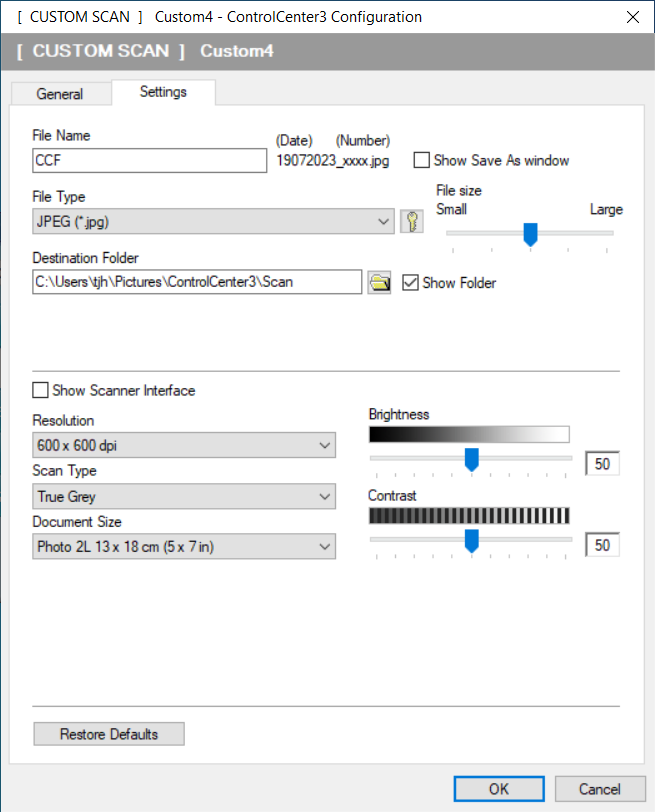 [ CUSTOM SCAN ] Custom4 - ControlCenter3 Configuration
[ CUSTOM SCAN ] Custom4
General
Settings
File Name
(Date) (Number)
CCF
19072023_xxxx.jpg
Show Save As window
File Type
File size
Small
Large
JPEG (*.jpg)
Destination Folder
C:\Users\tjh\Pictures\ControlCenter3\Scan
Show Folder
Show Scanner Interface
Resolution
Brightness
600 x 600 dpi
50
Scan Type
True Grey
Contrast
Document Size
Photo 2L 13 x 18 cm (5 x 7 in)
50
Restore Defaults
OK
Cancel